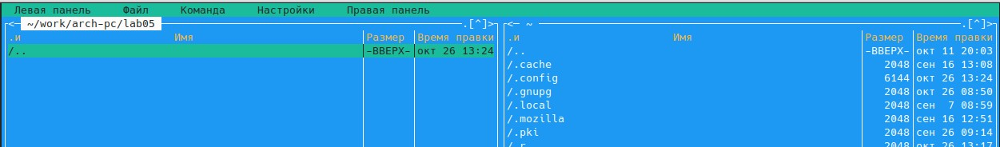 Левая панель Файл Команда Настройки Правая панель
<— ~/work/arch-pc/lab05 .[^]> <— ~ .[^]>
.и Имя Размер Время правки .и Имя Размер Время правки
/.. -ВВЕРХ- окт 26 13:24 /.. -ВВЕРХ- окт 11 20:03
/.cache 2048 сен 16 13:08
/.config 6144 окт 26 13:24
/.gnupg 2048 окт 26 08:50
/.local 2048 сен 7 08:59
/.mozilla 2048 сен 16 12:51
/.pki 2048 сен 26 09:14
2048 окт 26 13:17